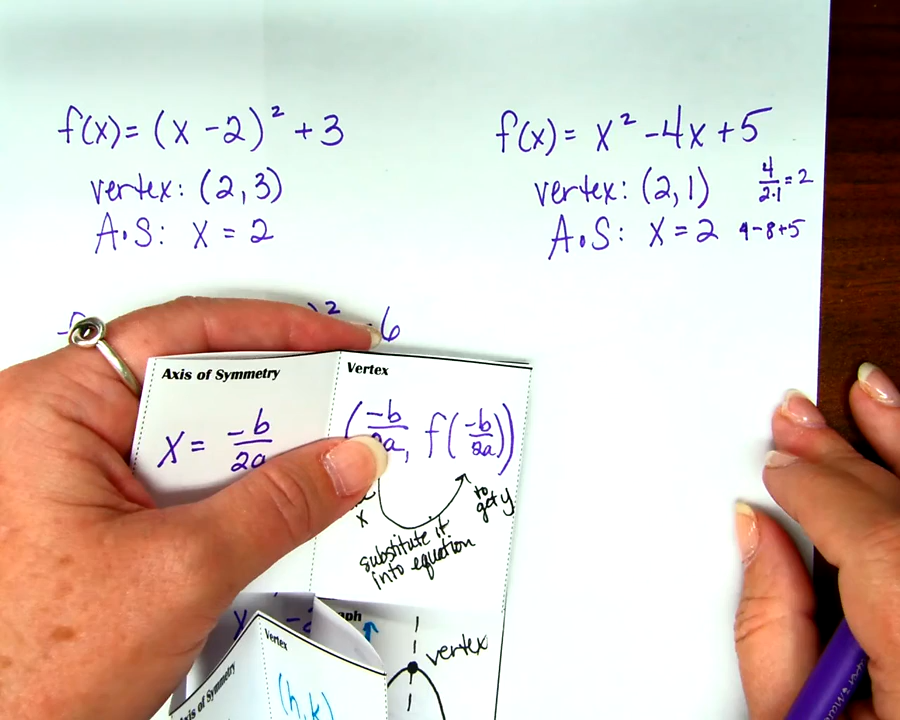 f(x) = (x - 2)² + 3
vertex: (2, 3)
A.S: x = 2
f(x) = x² - 4x + 5
vertex: (2, 1)
4/2·1 = 2
A.S: x = 2
4 - 8 + 5
)² - 6
Axis of Symmetry
x = -b/2a
Vertex
(-b/2a, f(-b/2a))
x
to
get y
substitute it
into equation
vertex
Vertex
(h, k)
Axis of Symmetry